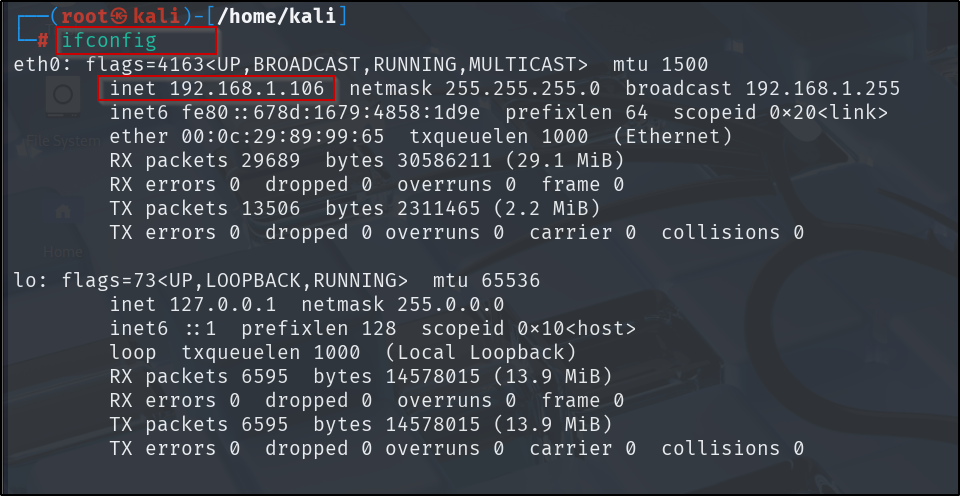 ┌──(root㉿kali)-[/home/kali]
└─# ifconfig
eth0: flags=4163<UP,BROADCAST,RUNNING,MULTICAST>  mtu 1500
        inet 192.168.1.106  netmask 255.255.255.0  broadcast 192.168.1.255
        inet6 fe80::678d:1679:4858:1d9e  prefixlen 64  scopeid 0×20<link>
        ether 00:0c:29:89:99:65  txqueuelen 1000  (Ethernet)
File System
        RX packets 29689  bytes 30586211 (29.1 MiB)
        RX errors 0  dropped 0  overruns 0  frame 0
        TX packets 13506  bytes 2311465 (2.2 MiB)
        TX errors 0  dropped 0 overruns 0  carrier 0  collisions 0
Home
lo: flags=73<UP,LOOPBACK,RUNNING>  mtu 65536
        inet 127.0.0.1  netmask 255.0.0.0
        inet6 ::1  prefixlen 128  scopeid 0×10<host>
        loop  txqueuelen 1000  (Local Loopback)
        RX packets 6595  bytes 14578015 (13.9 MiB)
        RX errors 0  dropped 0  overruns 0  frame 0
        TX packets 6595  bytes 14578015 (13.9 MiB)
        TX errors 0  dropped 0 overruns 0  carrier 0  collisions 0